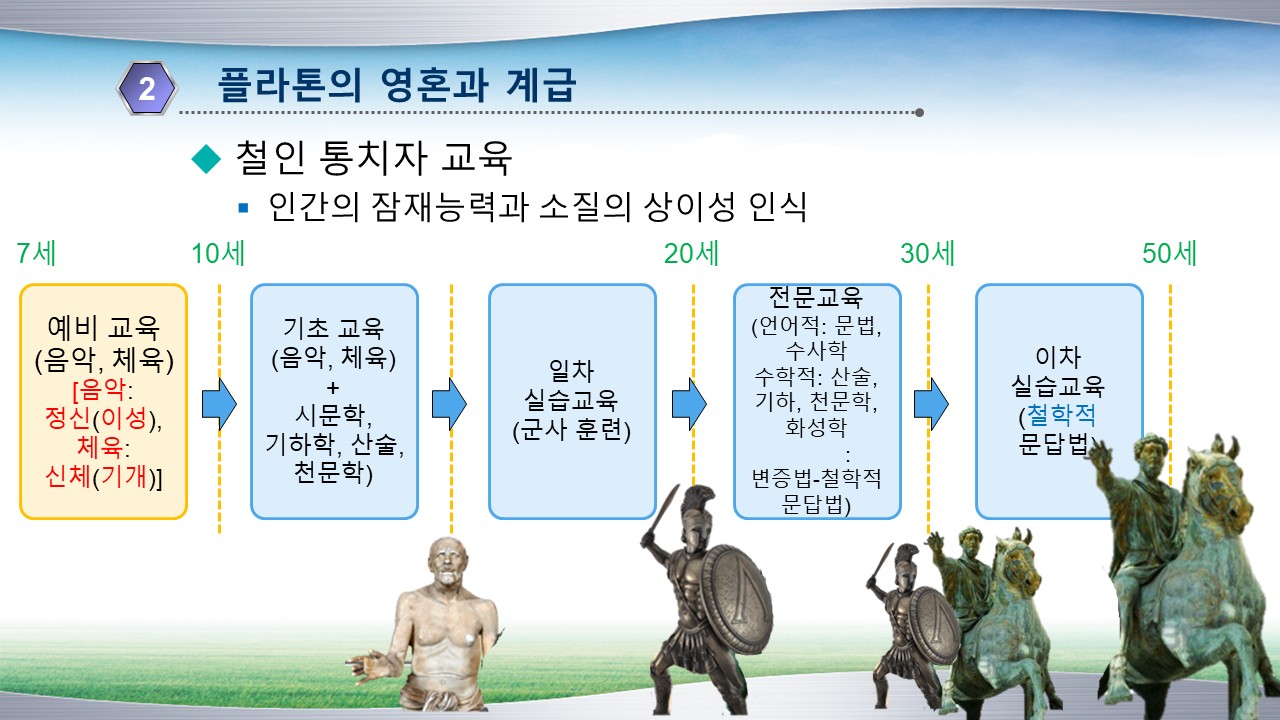 2
플라톤의 영혼과 계급
철인 통치자 교육
인간의 잠재능력과 소질의 상이성 인식
7세
10세
20세
30세
50세
예비 교육
(음악, 체육)
[음악:
정신(이성),
체육:
신체(기개)]
기초 교육
(음악, 체육)
+
시문학,
기하학, 산술,
천문학)
일차
실습교육
(군사 훈련)
전문교육
(언어적: 문법,
수사학
수학적: 산술,
기하, 천문학,
화성학
:
변증법-철학적
문답법)
이차
실습교육
(철학적
문답법)